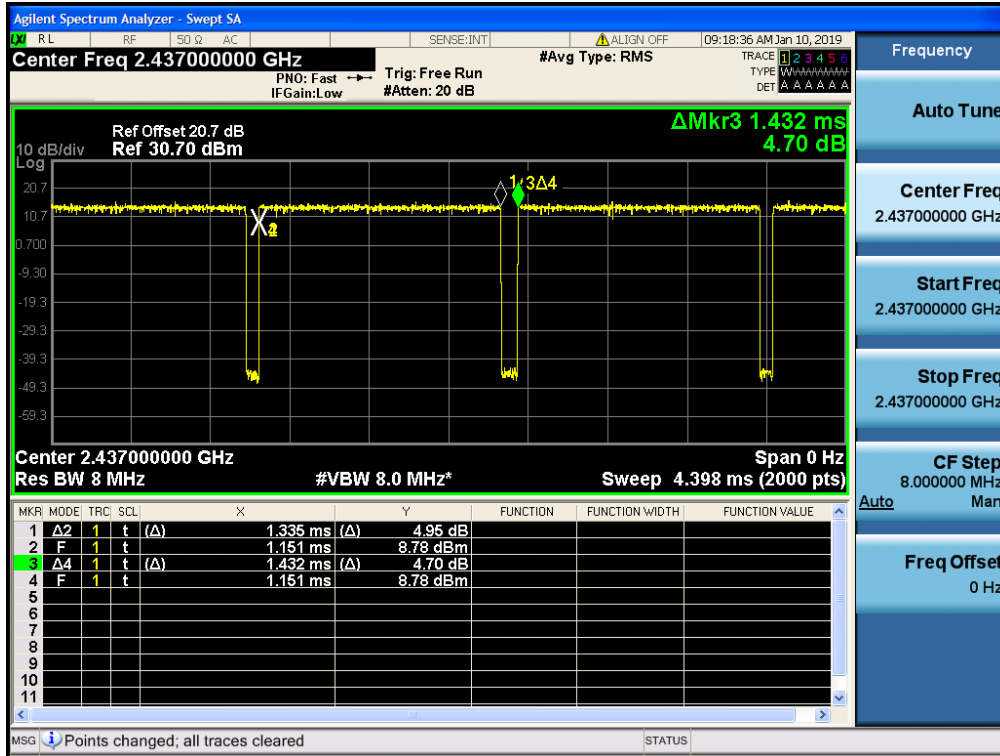 Agilent Spectrum Analyzer - Swept SA
LXI RL RF 50 Ω AC SENSE:INT ALIGN OFF 09:18:36 AM Jan 10, 2019
Center Freq 2.437000000 GHz #Avg Type: RMS TRACE 1 2 3 4 5 6
PNO: Fast Trig: Free Run TYPE W
IFGain:Low #Atten: 20 dB DET A A A A A A
Frequency
Auto Tune
Center Freq
2.437000000 GHz
Start Freq
2.437000000 GHz
Stop Freq
2.437000000 GHz
CF Step
8.000000 MHz
Auto Man
Freq Offset
0 Hz
ΔMkr3 1.432 ms
4.70 dB
Ref Offset 20.7 dB
10 dB/div Ref 30.70 dBm
Log
20.7
10.7
0.700
-9.30
-19.3
-29.3
-39.3
-49.3
-59.3
3Δ4
Center 2.437000000 GHz Span 0 Hz
Res BW 8 MHz #VBW 8.0 MHz* Sweep 4.398 ms (2000 pts)
MKR MODE TRC SCL X Y FUNCTION FUNCTION WIDTH FUNCTION VALUE
1 Δ2 1 t (Δ) 1.335 ms (Δ) 4.95 dB
2 F 1 t 1.151 ms 8.78 dBm
3 Δ4 1 t (Δ) 1.432 ms (Δ) 4.70 dB
4 F 1 t 1.151 ms 8.78 dBm
5
6
7
8
9
10
11
MSG Points changed; all traces cleared STATUS